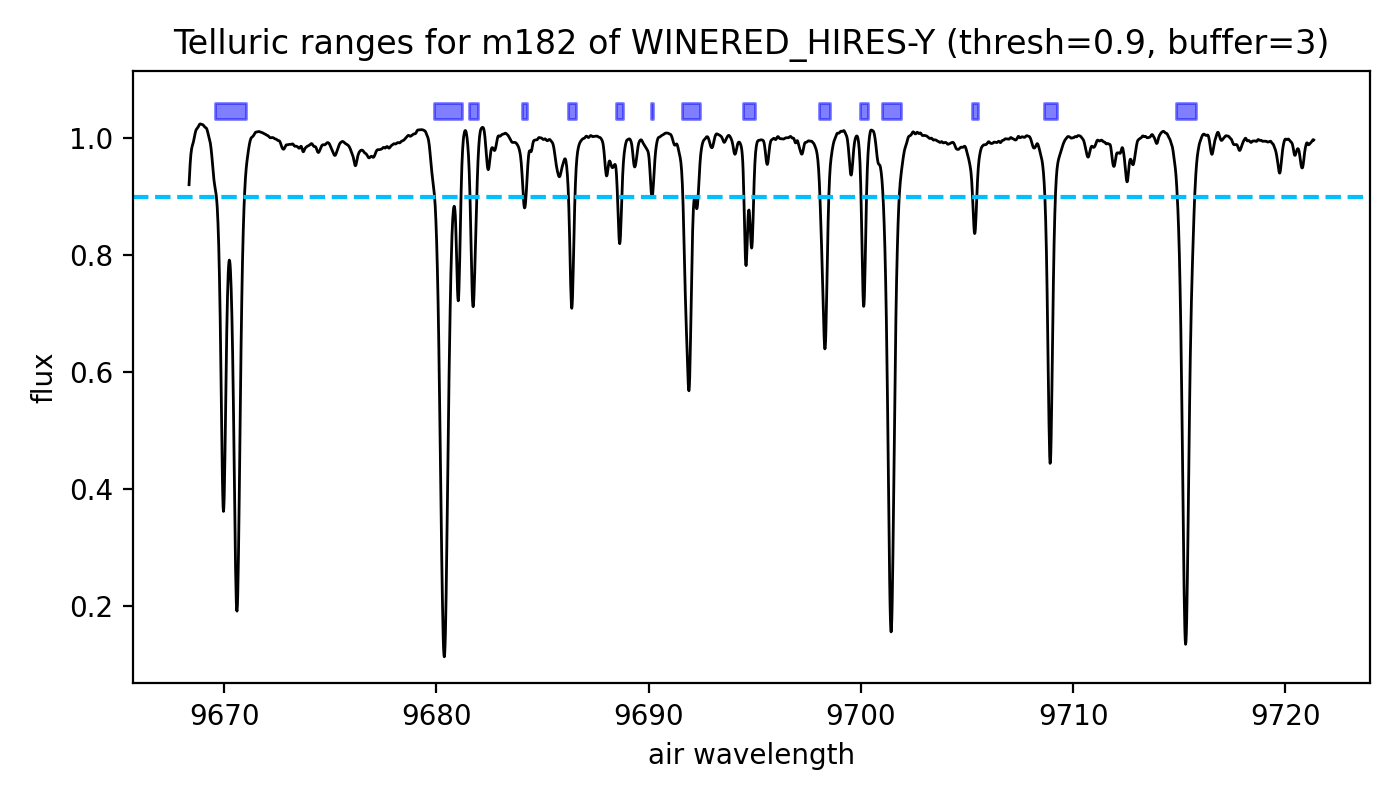 Telluric ranges for m182 of WINERED_HIRES-Y (thresh=0.9, buffer=3)
1.0
0.8
0.6
0.4
0.2
flux
9670 9680 9690 9700 9710 9720
air wavelength